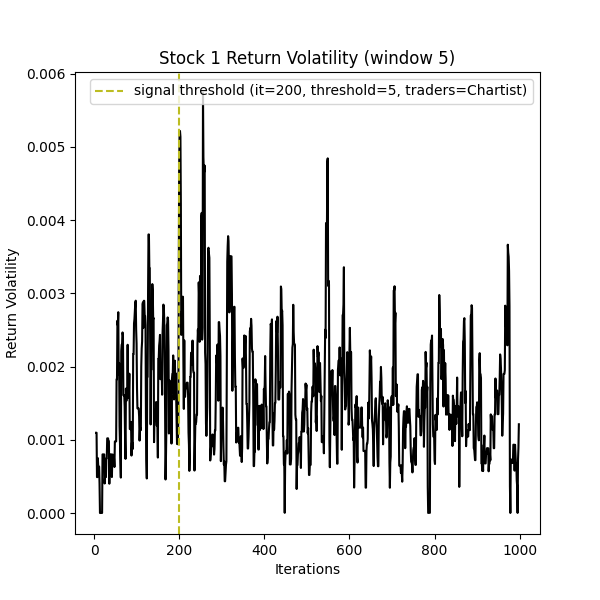 Stock 1 Return Volatility (window 5)
signal threshold (it=200, threshold=5, traders=Chartist)
0.006
0.005
0.004
0.003
0.002
0.001
0.000
Return Volatility
0 200 400 600 800 1000
Iterations